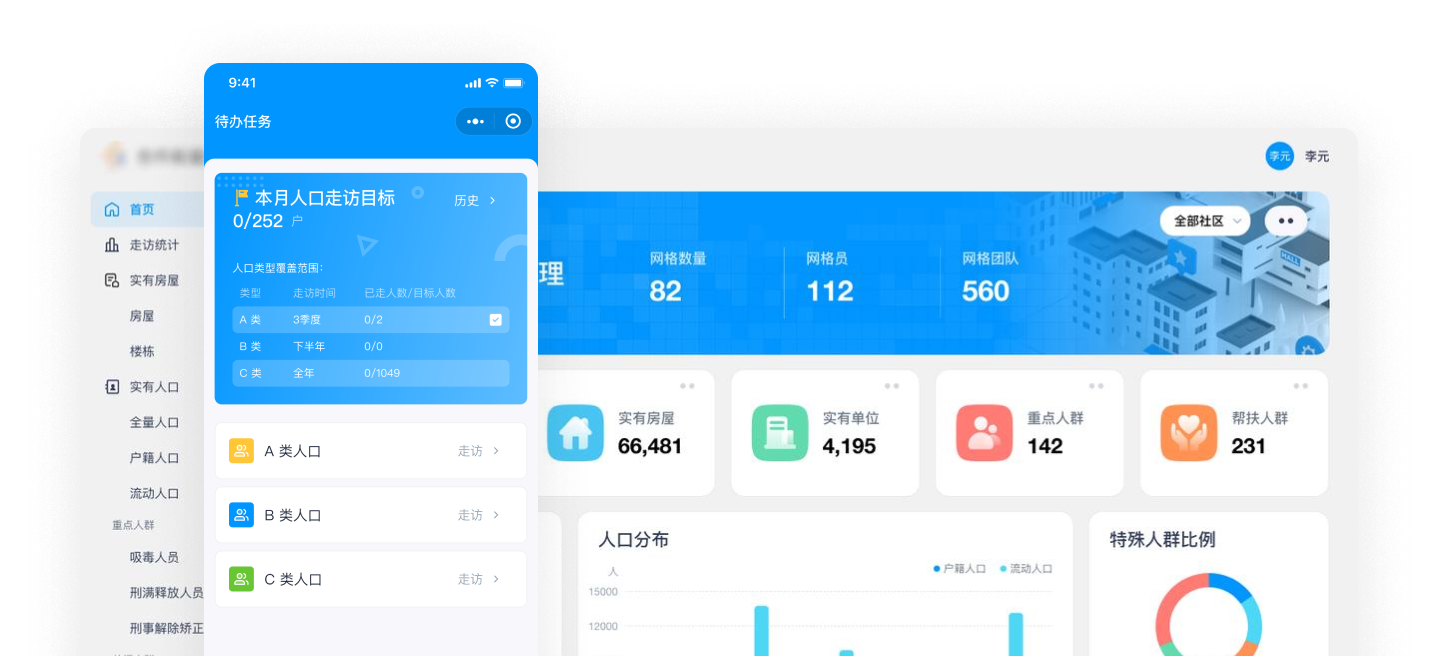 9:41
待办任务
本月人口走访目标
历史
0/252 户
人口类型覆盖范围:
类型 走访时间 已走人数/目标人数
A 类 3季度 0/2
B 类 下半年 0/0
C 类 全年 0/1049
A 类人口 走访
B 类人口 走访
C 类人口 走访
李元 李元
首页
走访统计
实有房屋
房屋
楼栋
实有人口
全量人口
户籍人口
流动人口
重点人群
吸毒人员
刑满释放人员
刑事解除矫正
理
网格数量
82
网格员
112
网格团队
560
全部社区
MALL
实有房屋
66,481
实有单位
4,195
重点人群
142
帮扶人群
231
人口分布
人
户籍人口 流动人口
15000
12000
特殊人群比例